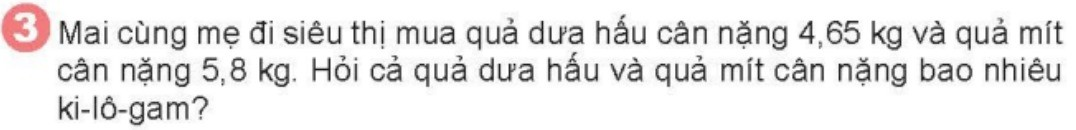 3 Mai cùng mẹ đi siêu thị mua quả dưa hấu cân nặng 4,65 kg và quả mít
cân nặng 5,8 kg. Hỏi cả quả dưa hấu và quả mít cân nặng bao nhiêu
ki-lô-gam?